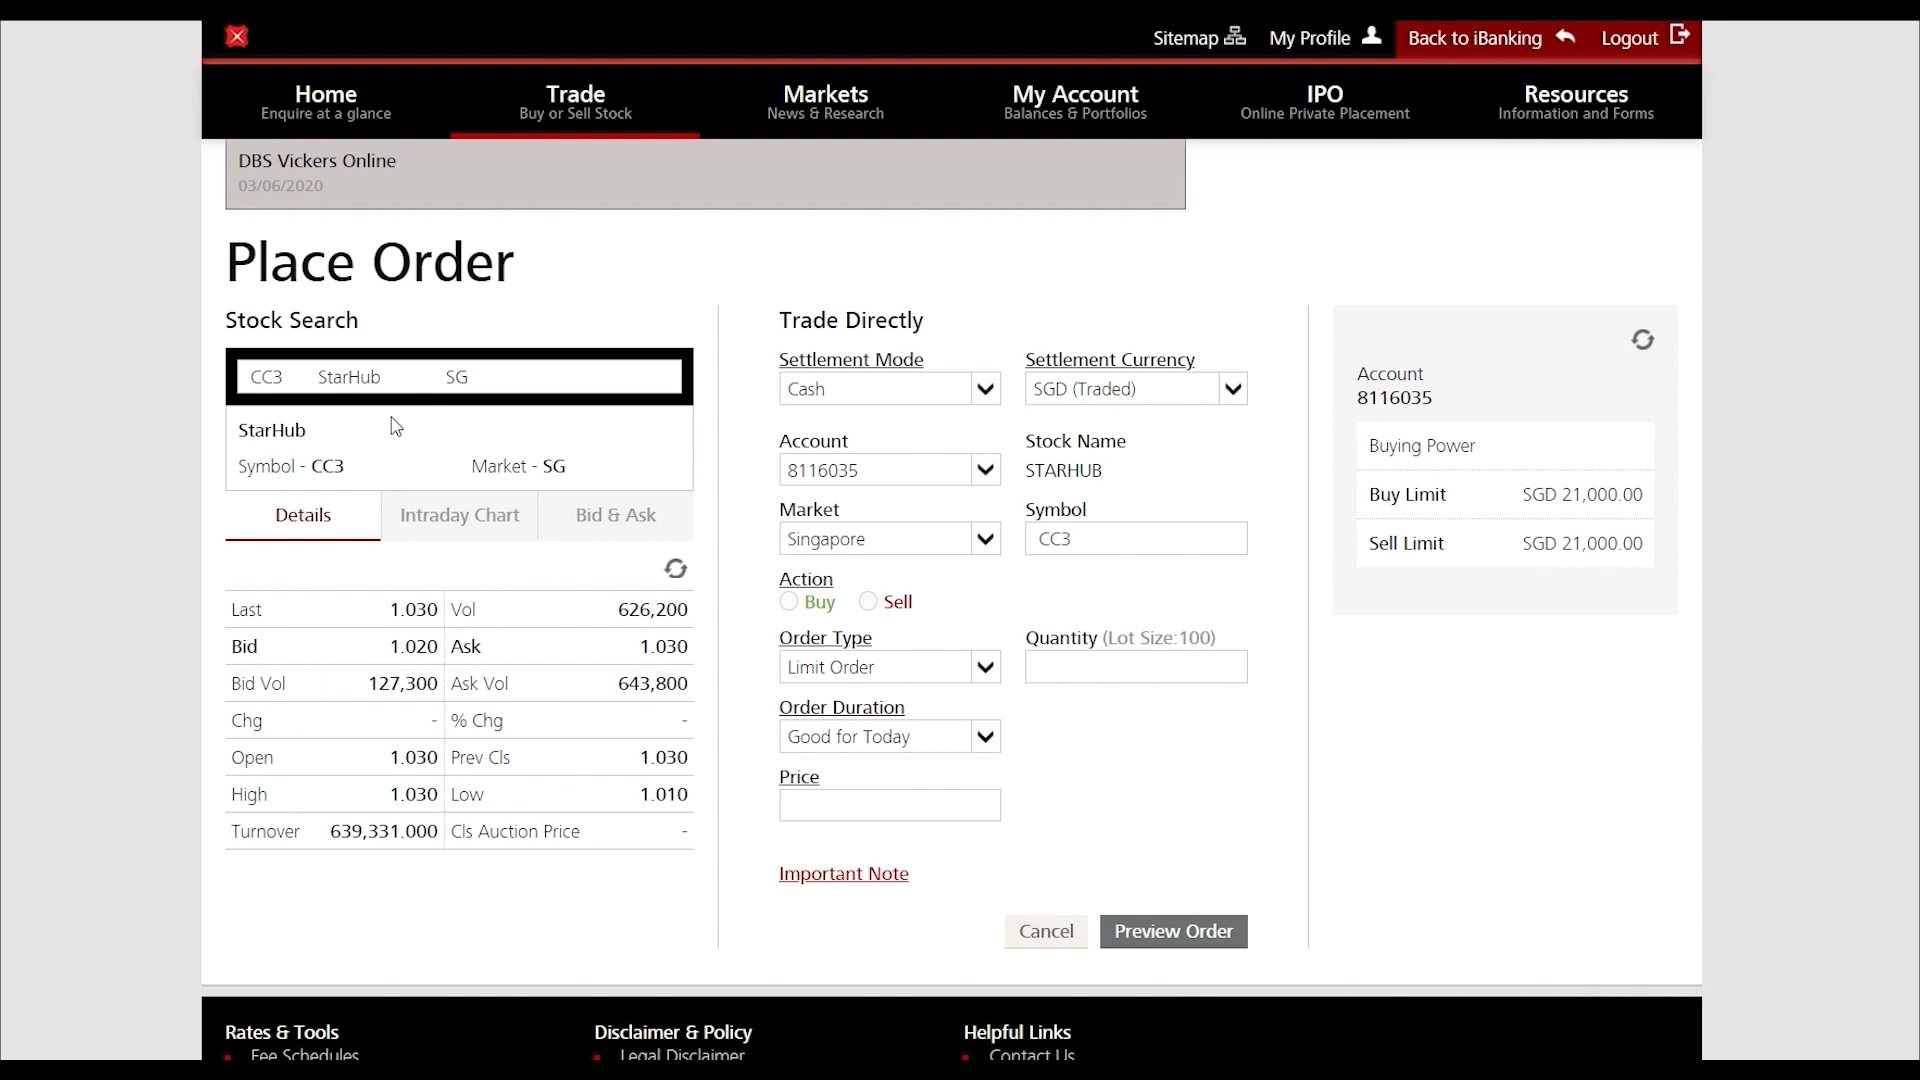 Sitemap My Profile Back to iBanking Logout
Home Trade Markets My Account IPO Resources
Enquire at a glance Buy or Sell Stock News & Research Balances & Portfolios Online Private Placement Information and Forms
DBS Vickers Online
03/06/2020
Place Order
Stock Search
CC3 StarHub SG
StarHub
Symbol - CC3 Market - SG
Details Intraday Chart Bid & Ask
Last 1.030 Vol 626,200
Bid 1.020 Ask 1.030
Bid Vol 127,300 Ask Vol 643,800
Chg - % Chg -
Open 1.030 Prev Cls 1.030
High 1.030 Low 1.010
Turnover 639,331.000 Cls Auction Price -
Trade Directly
Settlement Mode Settlement Currency
Cash SGD (Traded)
Account Stock Name
8116035 STARHUB
Market Symbol
Singapore CC3
Action
Buy Sell
Order Type Quantity (Lot Size:100)
Limit Order
Order Duration
Good for Today
Price
Important Note
Cancel Preview Order
Account
8116035
Buying Power
Buy Limit SGD 21,000.00
Sell Limit SGD 21,000.00
Rates & Tools Disclaimer & Policy Helpful Links
Fee Schedules Legal Disclaimer Contact Us